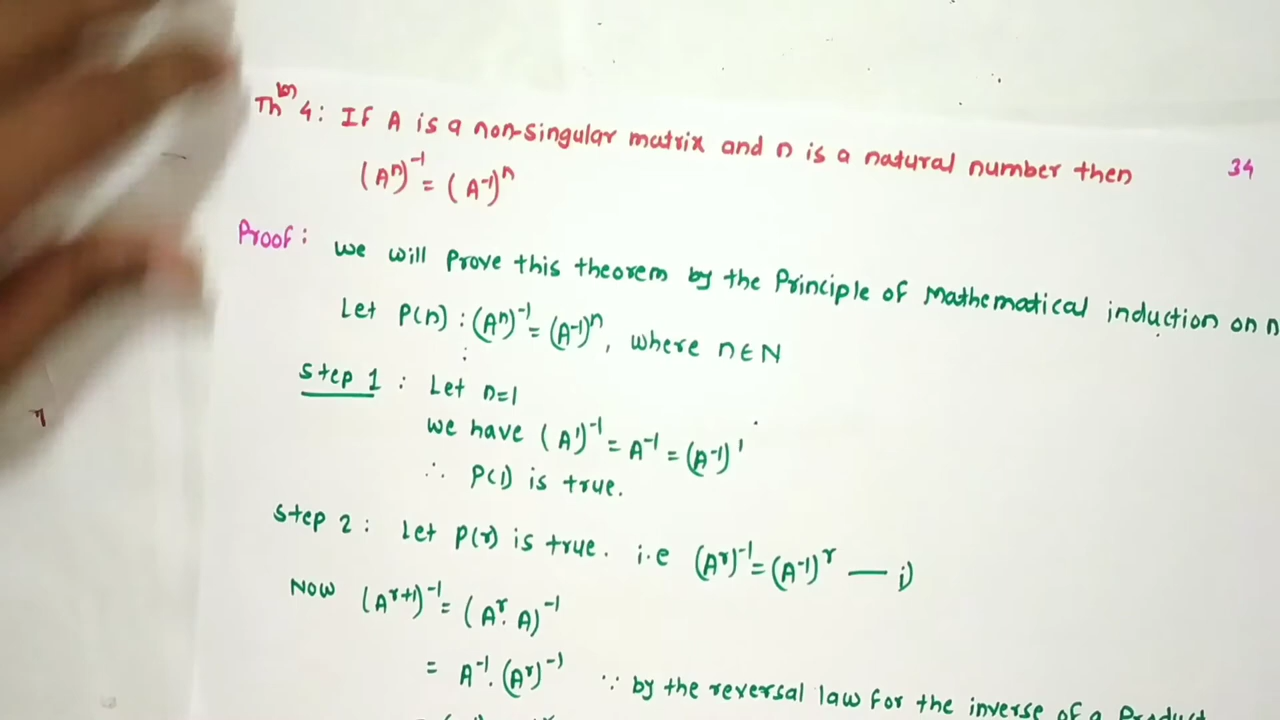 Thm 4: If A is a non-singular matrix and n is a natural number then
34
(Aⁿ)⁻¹ = (A⁻¹)ⁿ
Proof: we will Prove this theorem by the Principle of Mathematical induction on n
Let P(n) : (Aⁿ)⁻¹ = (A⁻¹)ⁿ, where n∈N
Step 1 : Let n=1
we have (A¹)⁻¹ = A⁻¹ = (A⁻¹)¹
∴ P(1) is true.
Step 2 : Let P(r) is true. i.e (Aʳ)⁻¹ = (A⁻¹)ʳ — i)
Now (Aʳ⁺¹)⁻¹ = (Aʳ. A)⁻¹
= A⁻¹. (Aʳ)⁻¹ ∵ by the reversal law for the inverse of a Product